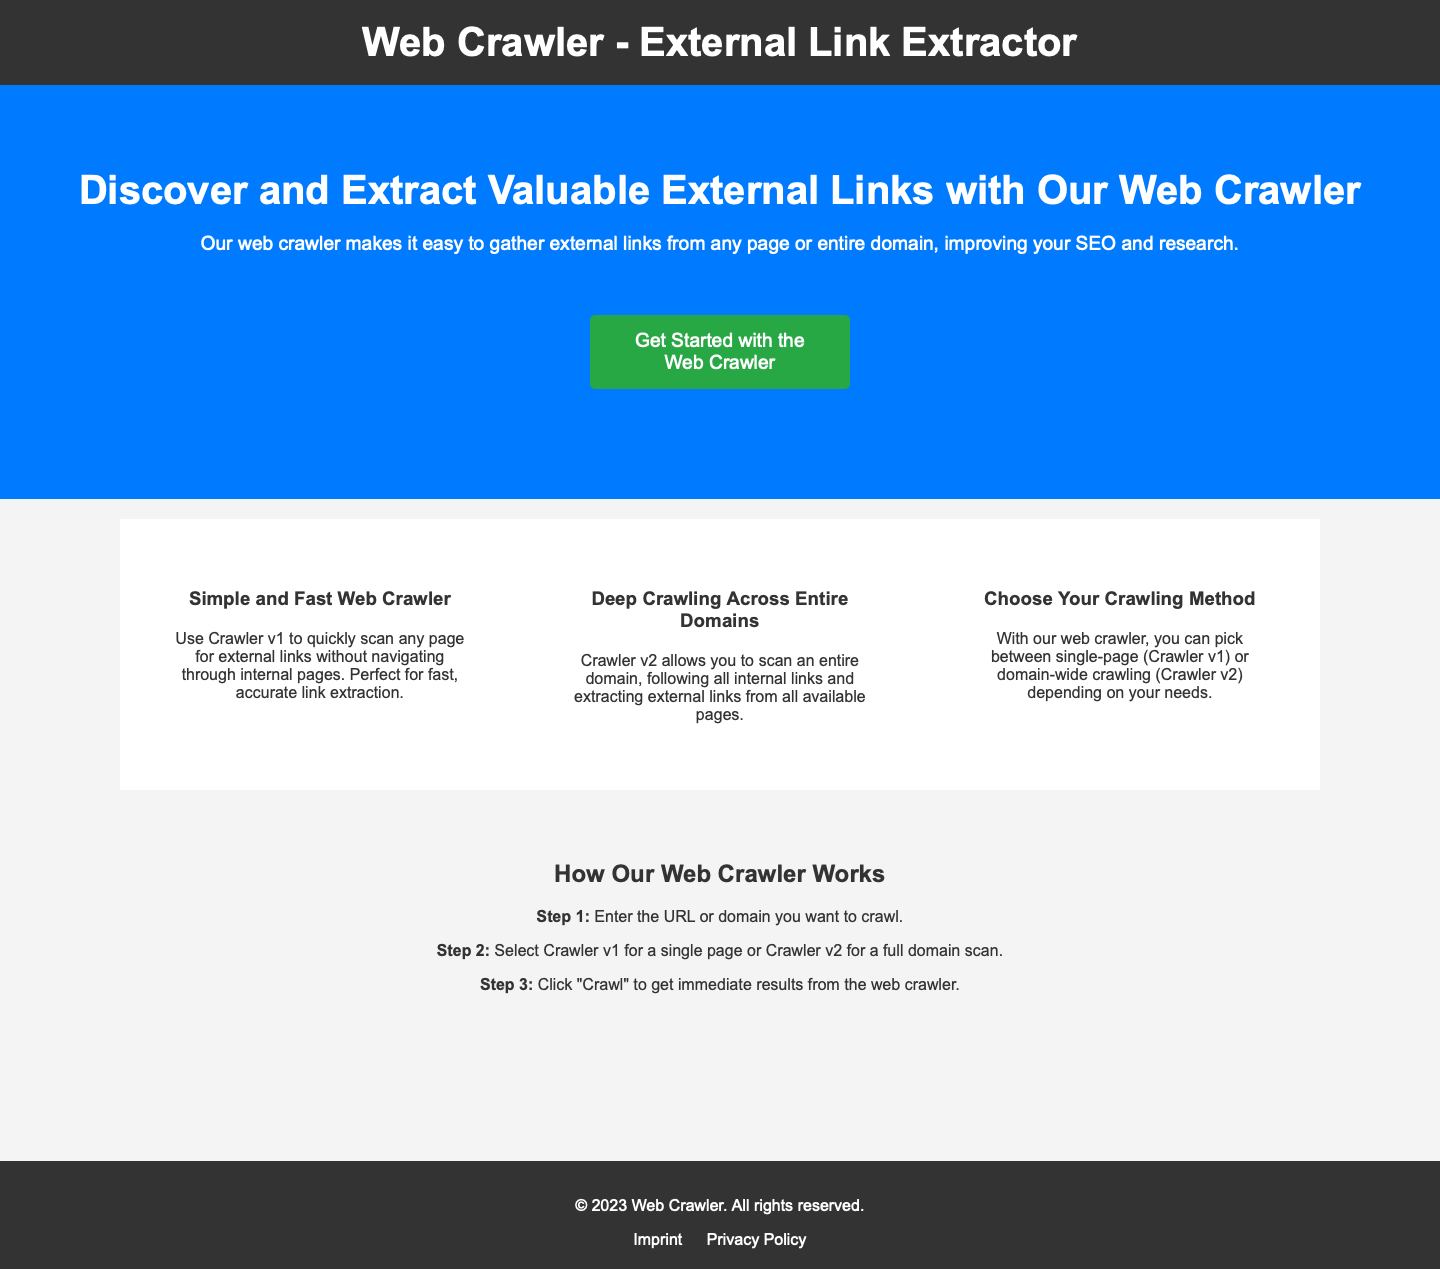 Web Crawler - External Link Extractor
Discover and Extract Valuable External Links with Our Web Crawler
Our web crawler makes it easy to gather external links from any page or entire domain, improving your SEO and research.
Get Started with the
Web Crawler
Simple and Fast Web Crawler
Use Crawler v1 to quickly scan any page
for external links without navigating
through internal pages. Perfect for fast,
accurate link extraction.
Deep Crawling Across Entire
Domains
Crawler v2 allows you to scan an entire
domain, following all internal links and
extracting external links from all available
pages.
Choose Your Crawling Method
With our web crawler, you can pick
between single-page (Crawler v1) or
domain-wide crawling (Crawler v2)
depending on your needs.
How Our Web Crawler Works
Step 1: Enter the URL or domain you want to crawl.
Step 2: Select Crawler v1 for a single page or Crawler v2 for a full domain scan.
Step 3: Click "Crawl" to get immediate results from the web crawler.
© 2023 Web Crawler. All rights reserved.
Imprint Privacy Policy